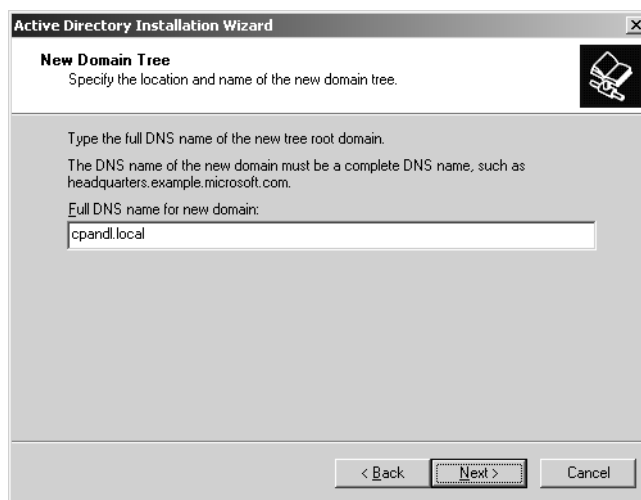 Active Directory Installation Wizard
New Domain Tree
Specify the location and name of the new domain tree.
Type the full DNS name of the new tree root domain.
The DNS name of the new domain must be a complete DNS name, such as
headquarters.example.microsoft.com.
Full DNS name for new domain:
cpandl.local
< Back
Next >
Cancel